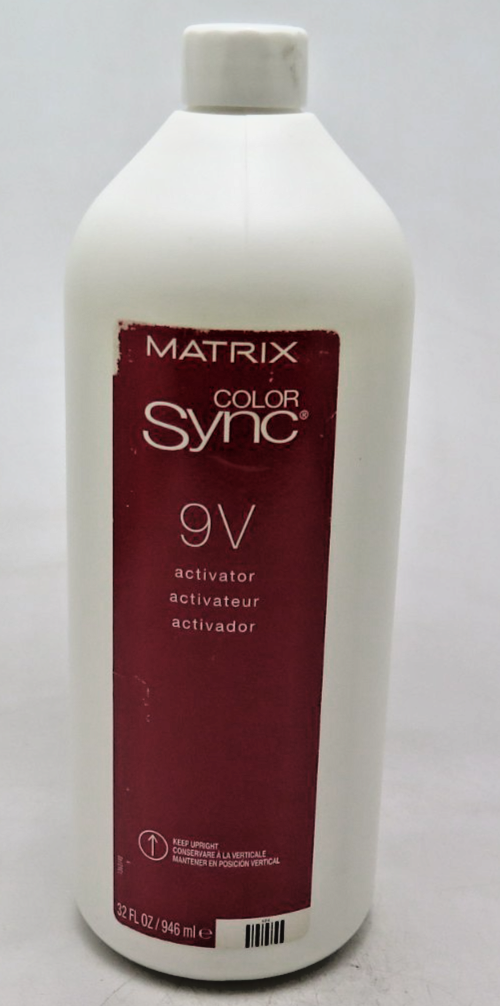 MATRIX
COLOR
Sync®
9V
activator
activateur
activador
KEEP UPRIGHT
CONSERVARE À LA VERTICALE
MANTENER EN POSICIÓN VERTICAL
32 FL OZ / 946 ml ℮